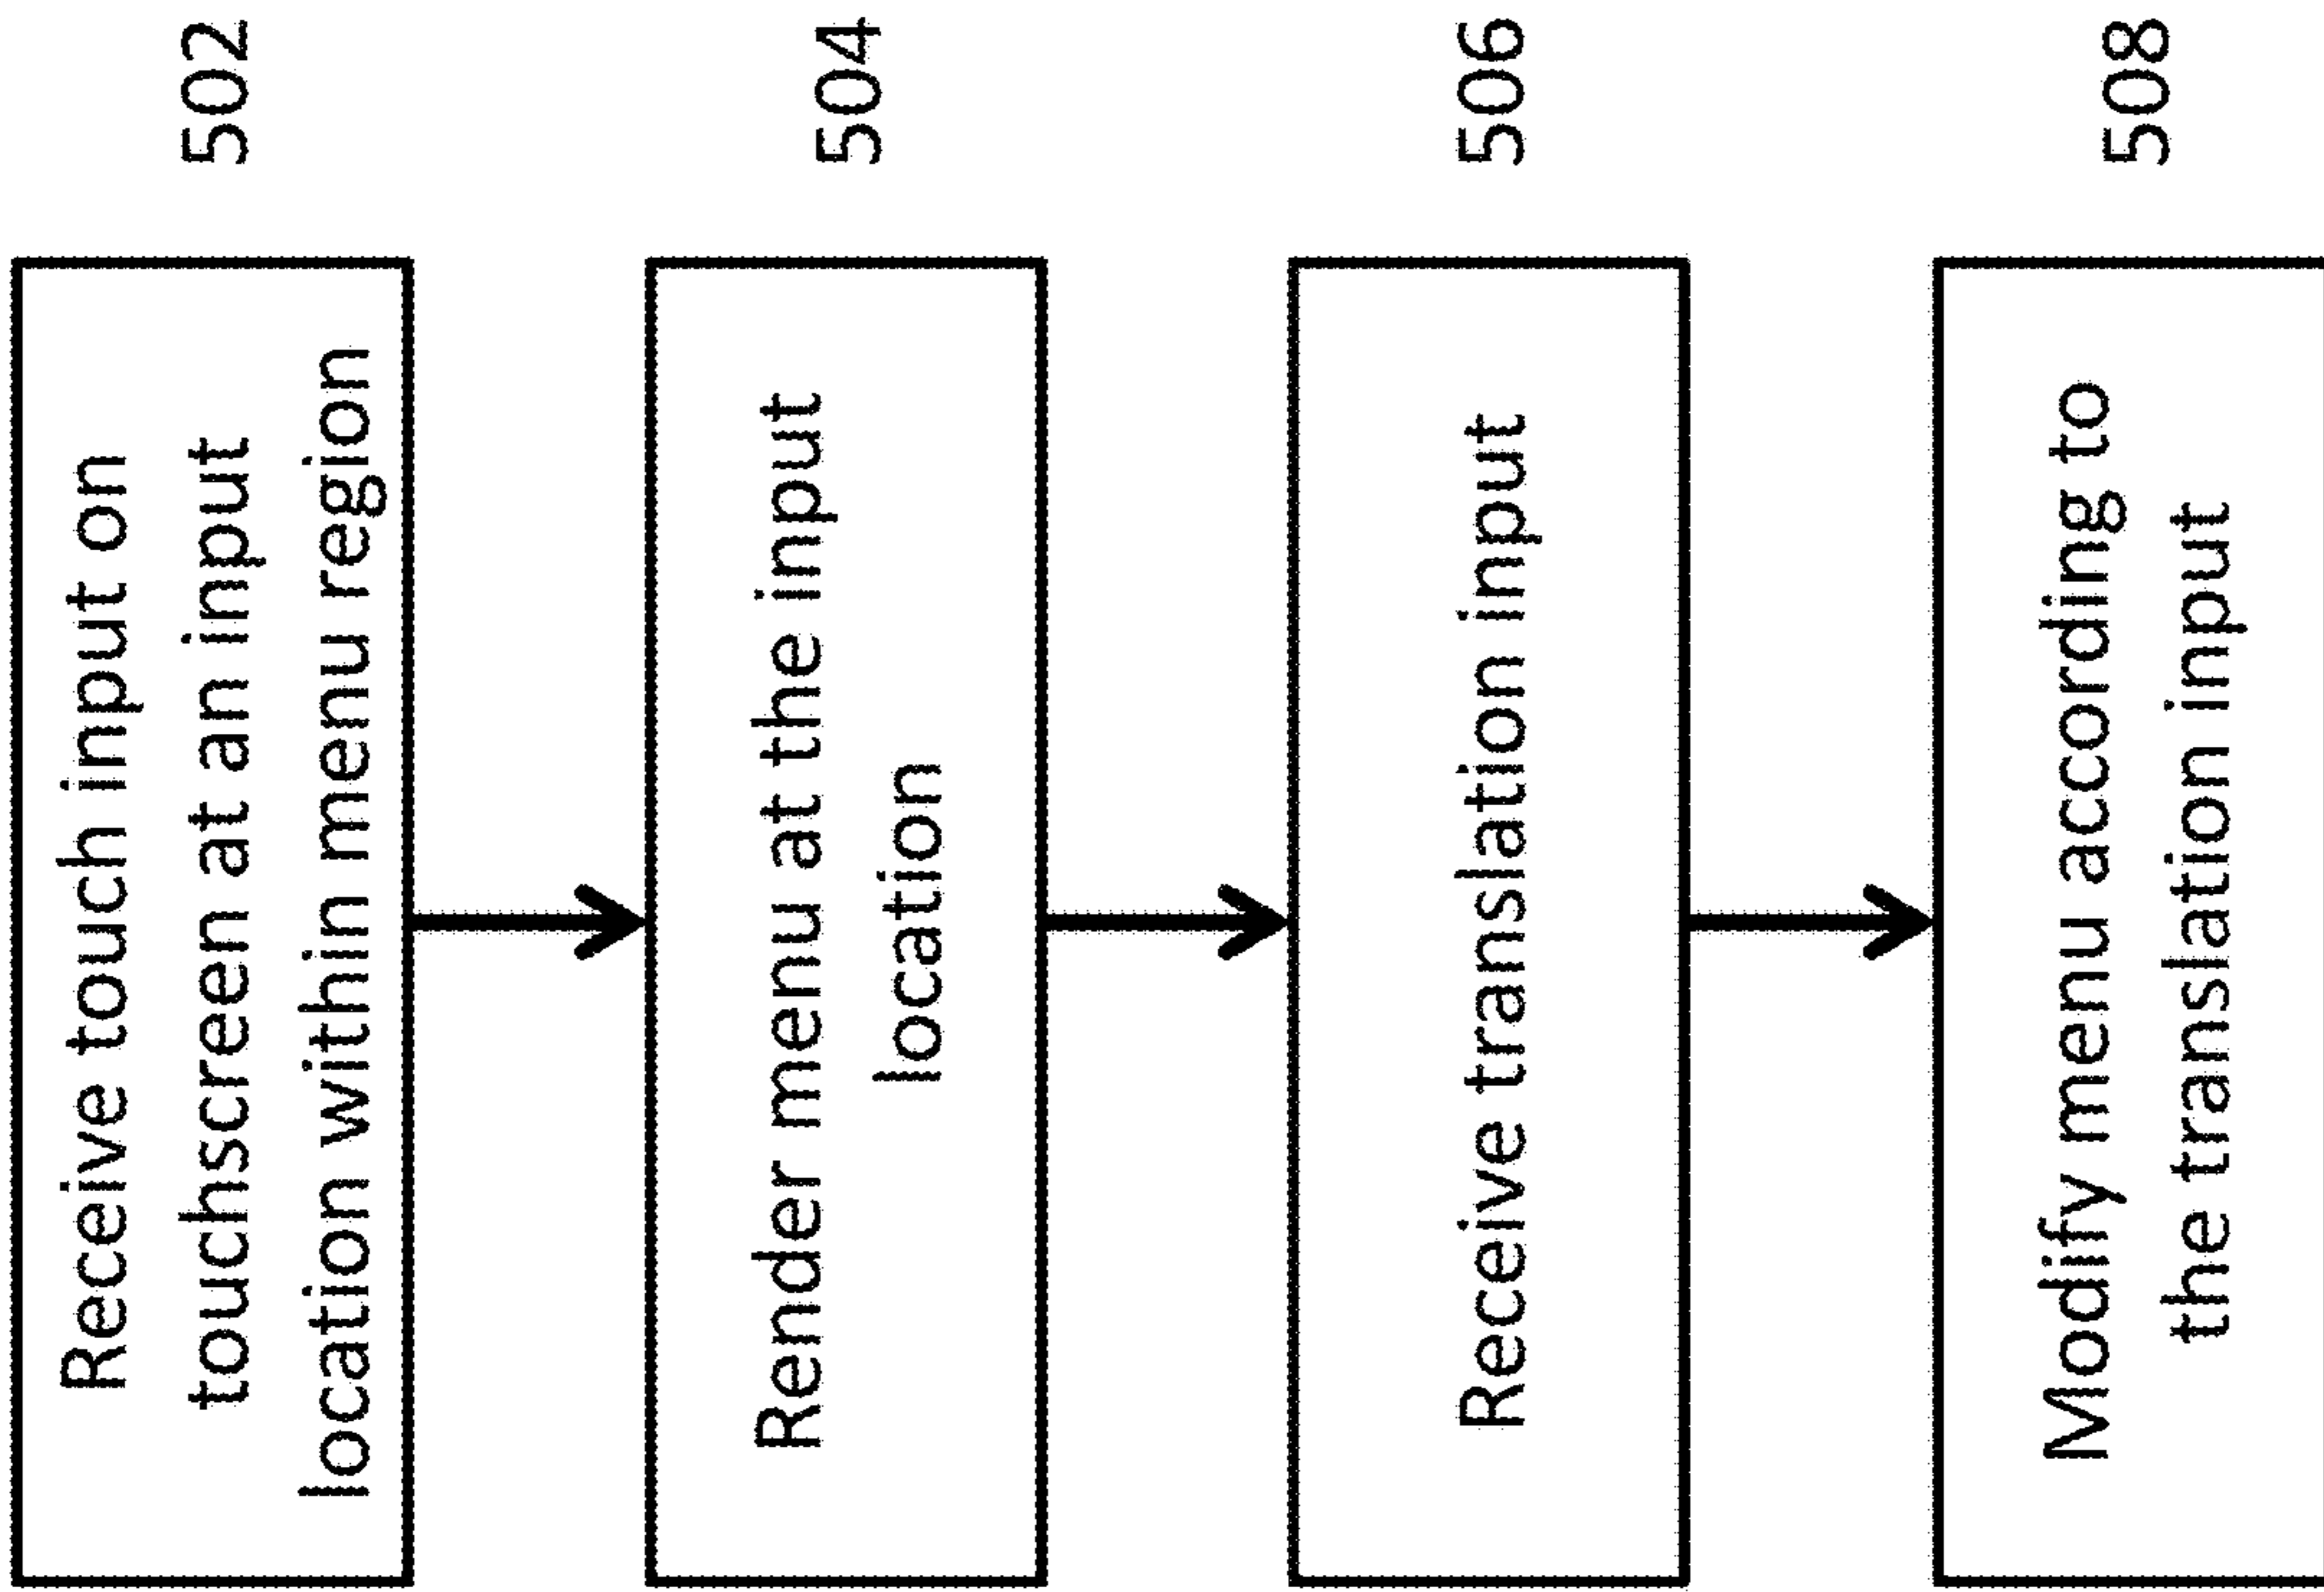 Receive touch input on
touchscreen at an input
location within menu region
502
Render menu at the input
location
504
Receive translation input
506
Modify menu according to
the translation input
508